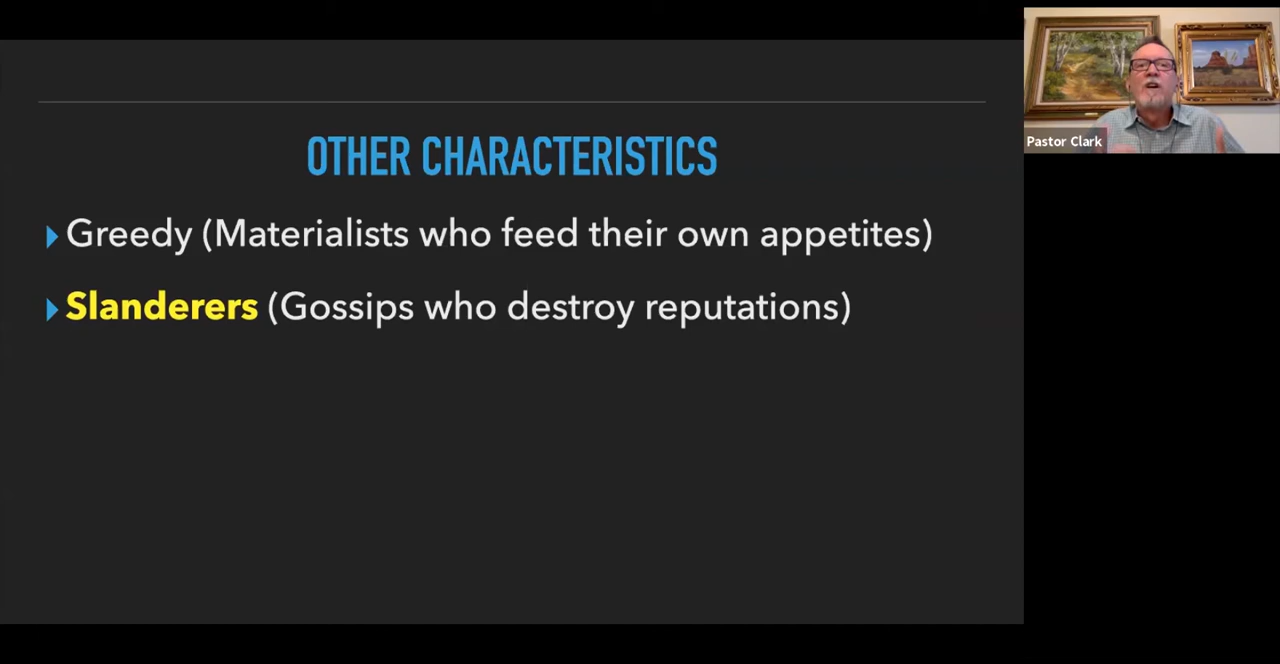 OTHER CHARACTERISTICS
Greedy (Materialists who feed their own appetites)
Slanderers (Gossips who destroy reputations)
Pastor Clark